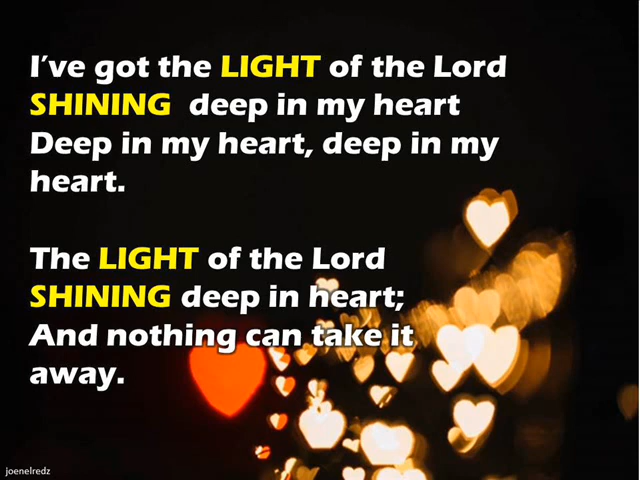 I've got the LIGHT of the Lord
SHINING deep in my heart
Deep in my heart, deep in my
heart.
The LIGHT of the Lord
SHINING deep in heart;
And nothing can take it
away.
joenelredz